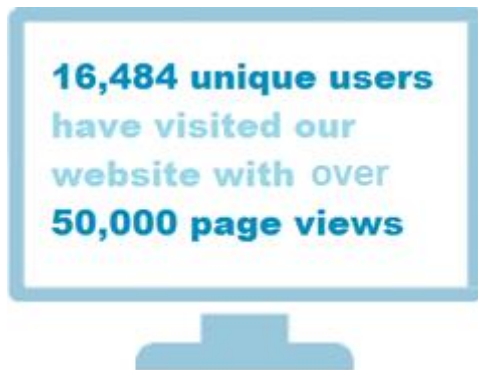 16,484 unique users
have visited our
website with over
50,000 page views